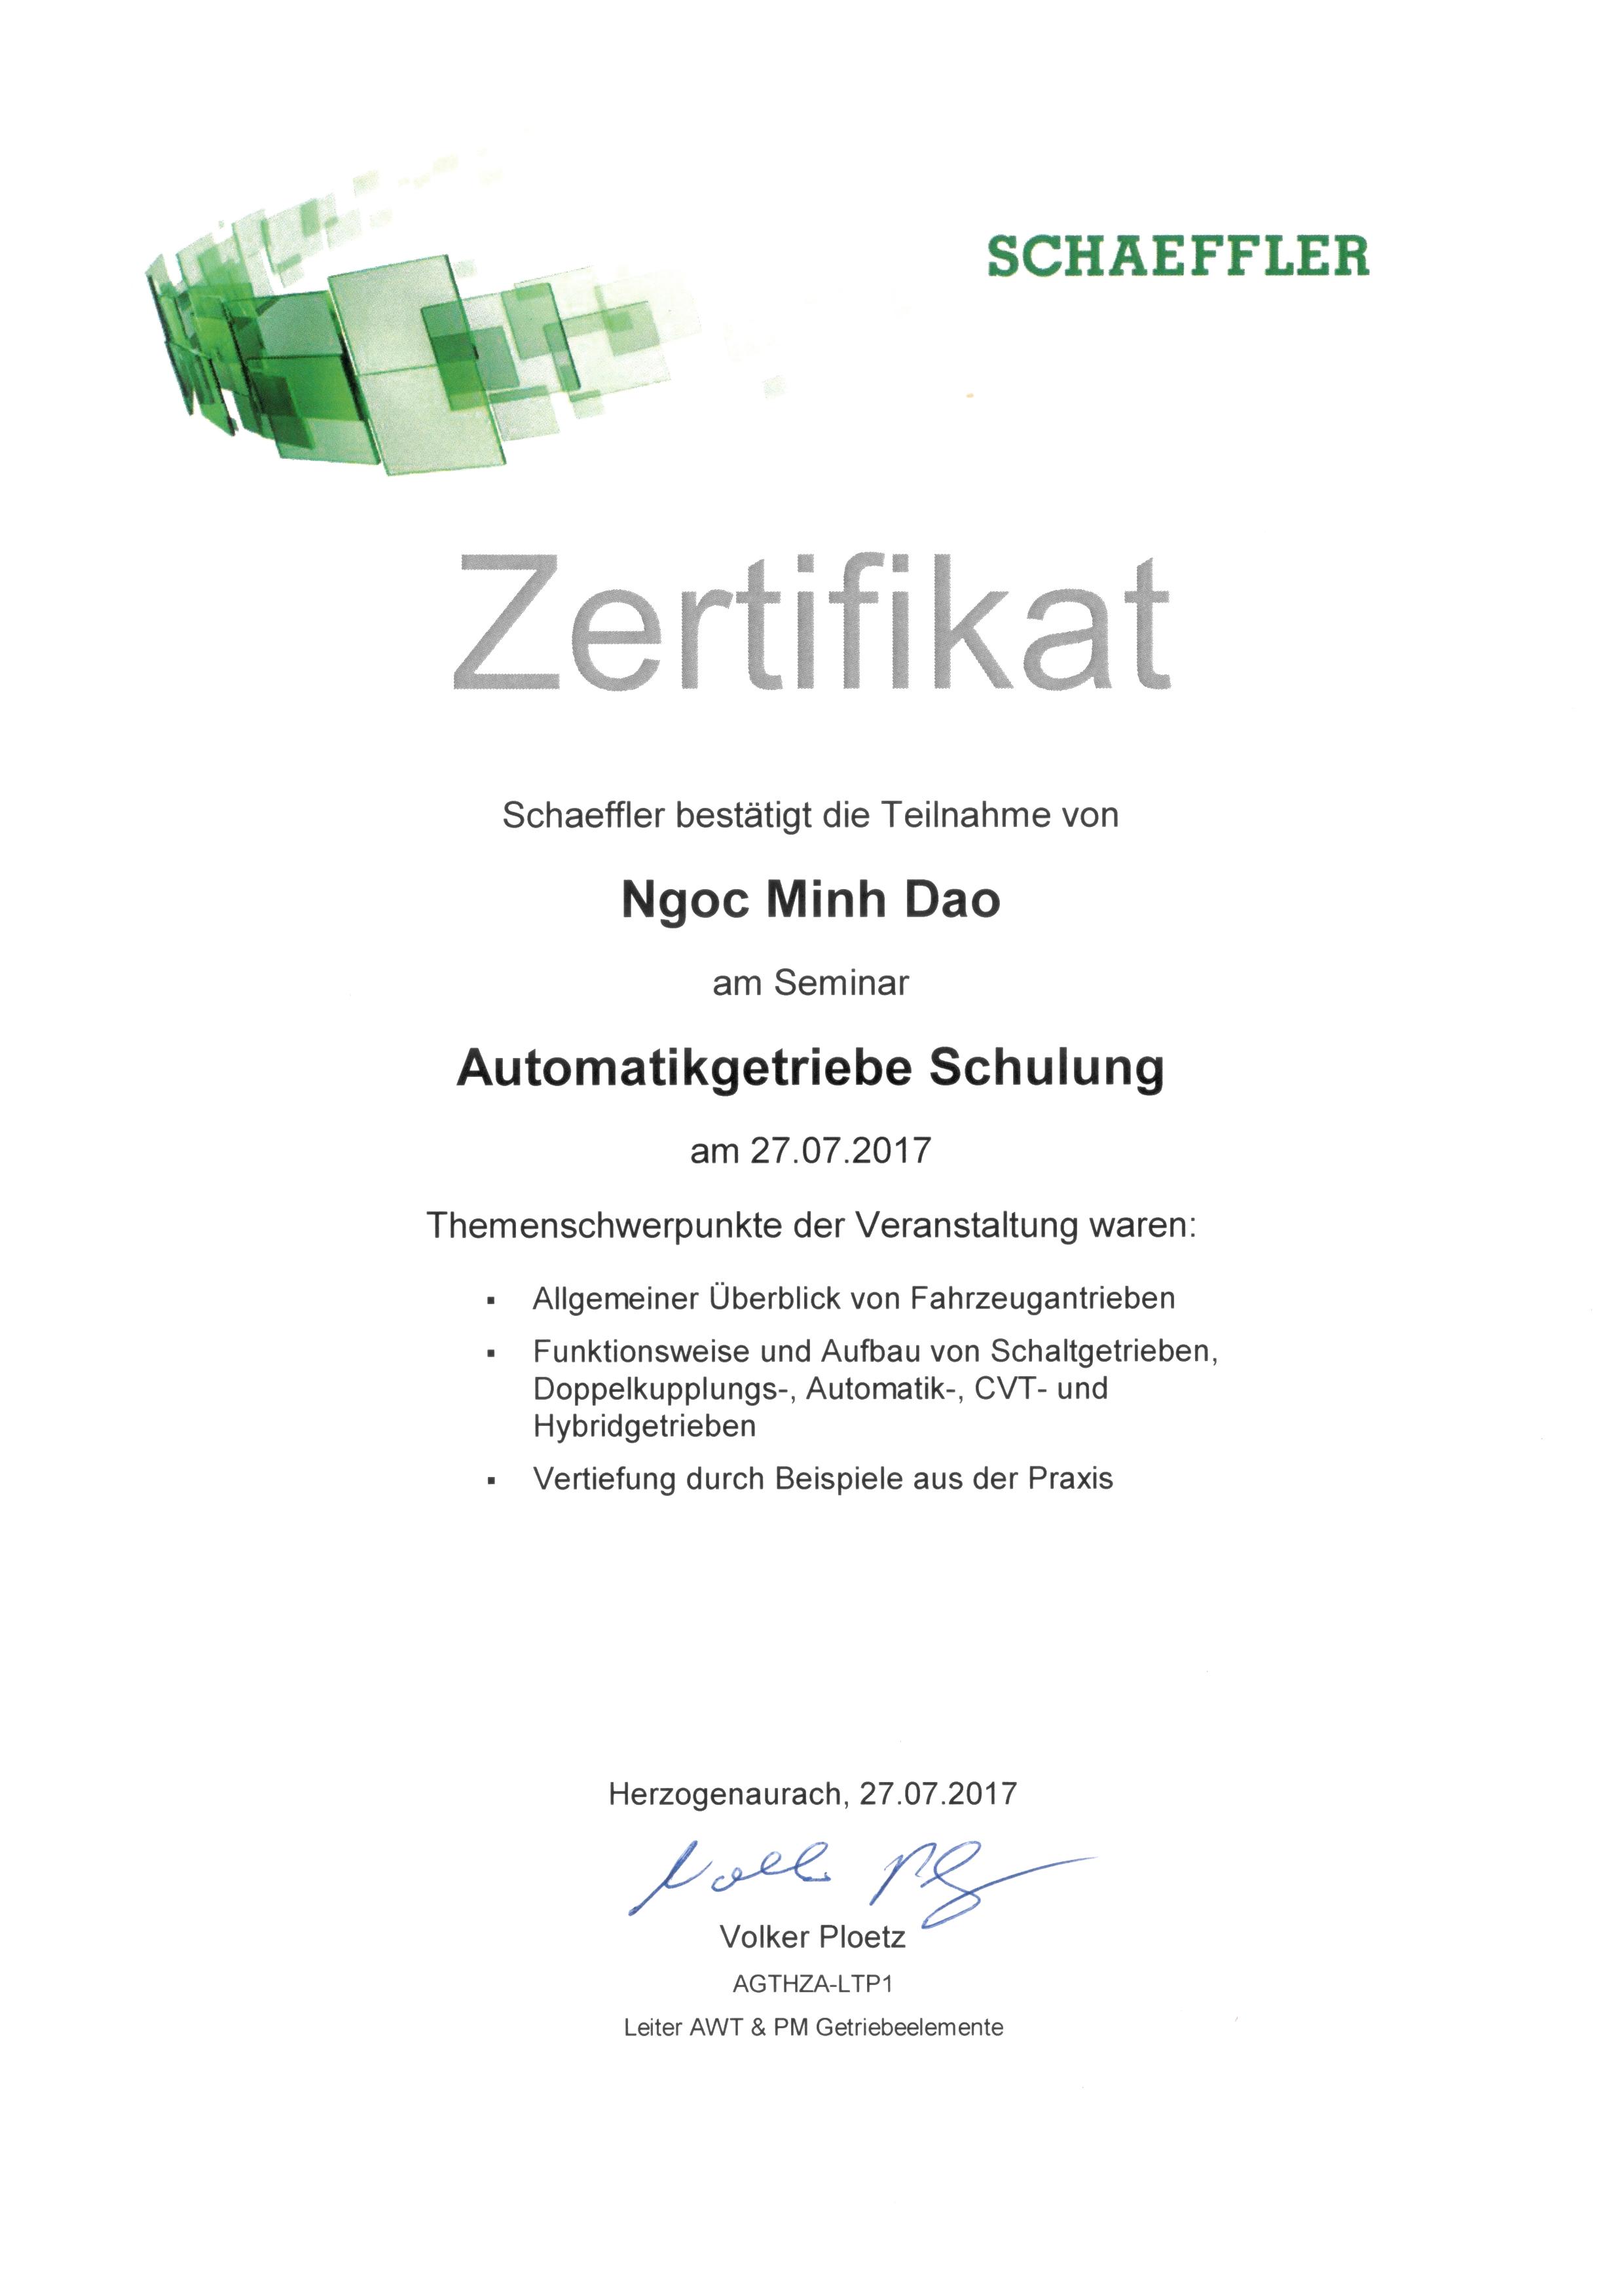 SCHAEFFLER
Zertifikat
Schaeffler bestätigt die Teilnahme von
Ngoc Minh Dao
am Seminar
Automatikgetriebe Schulung
am 27.07.2017
Themenschwerpunkte der Veranstaltung waren:
▪ Allgemeiner Überblick von Fahrzeugantrieben
▪ Funktionsweise und Aufbau von Schaltgetrieben,
Doppelkupplungs-, Automatik-, CVT- und
Hybridgetrieben
▪ Vertiefung durch Beispiele aus der Praxis
Herzogenaurach, 27.07.2017
Volker Ploetz
AGTHZA-LTP1
Leiter AWT & PM Getriebeelemente